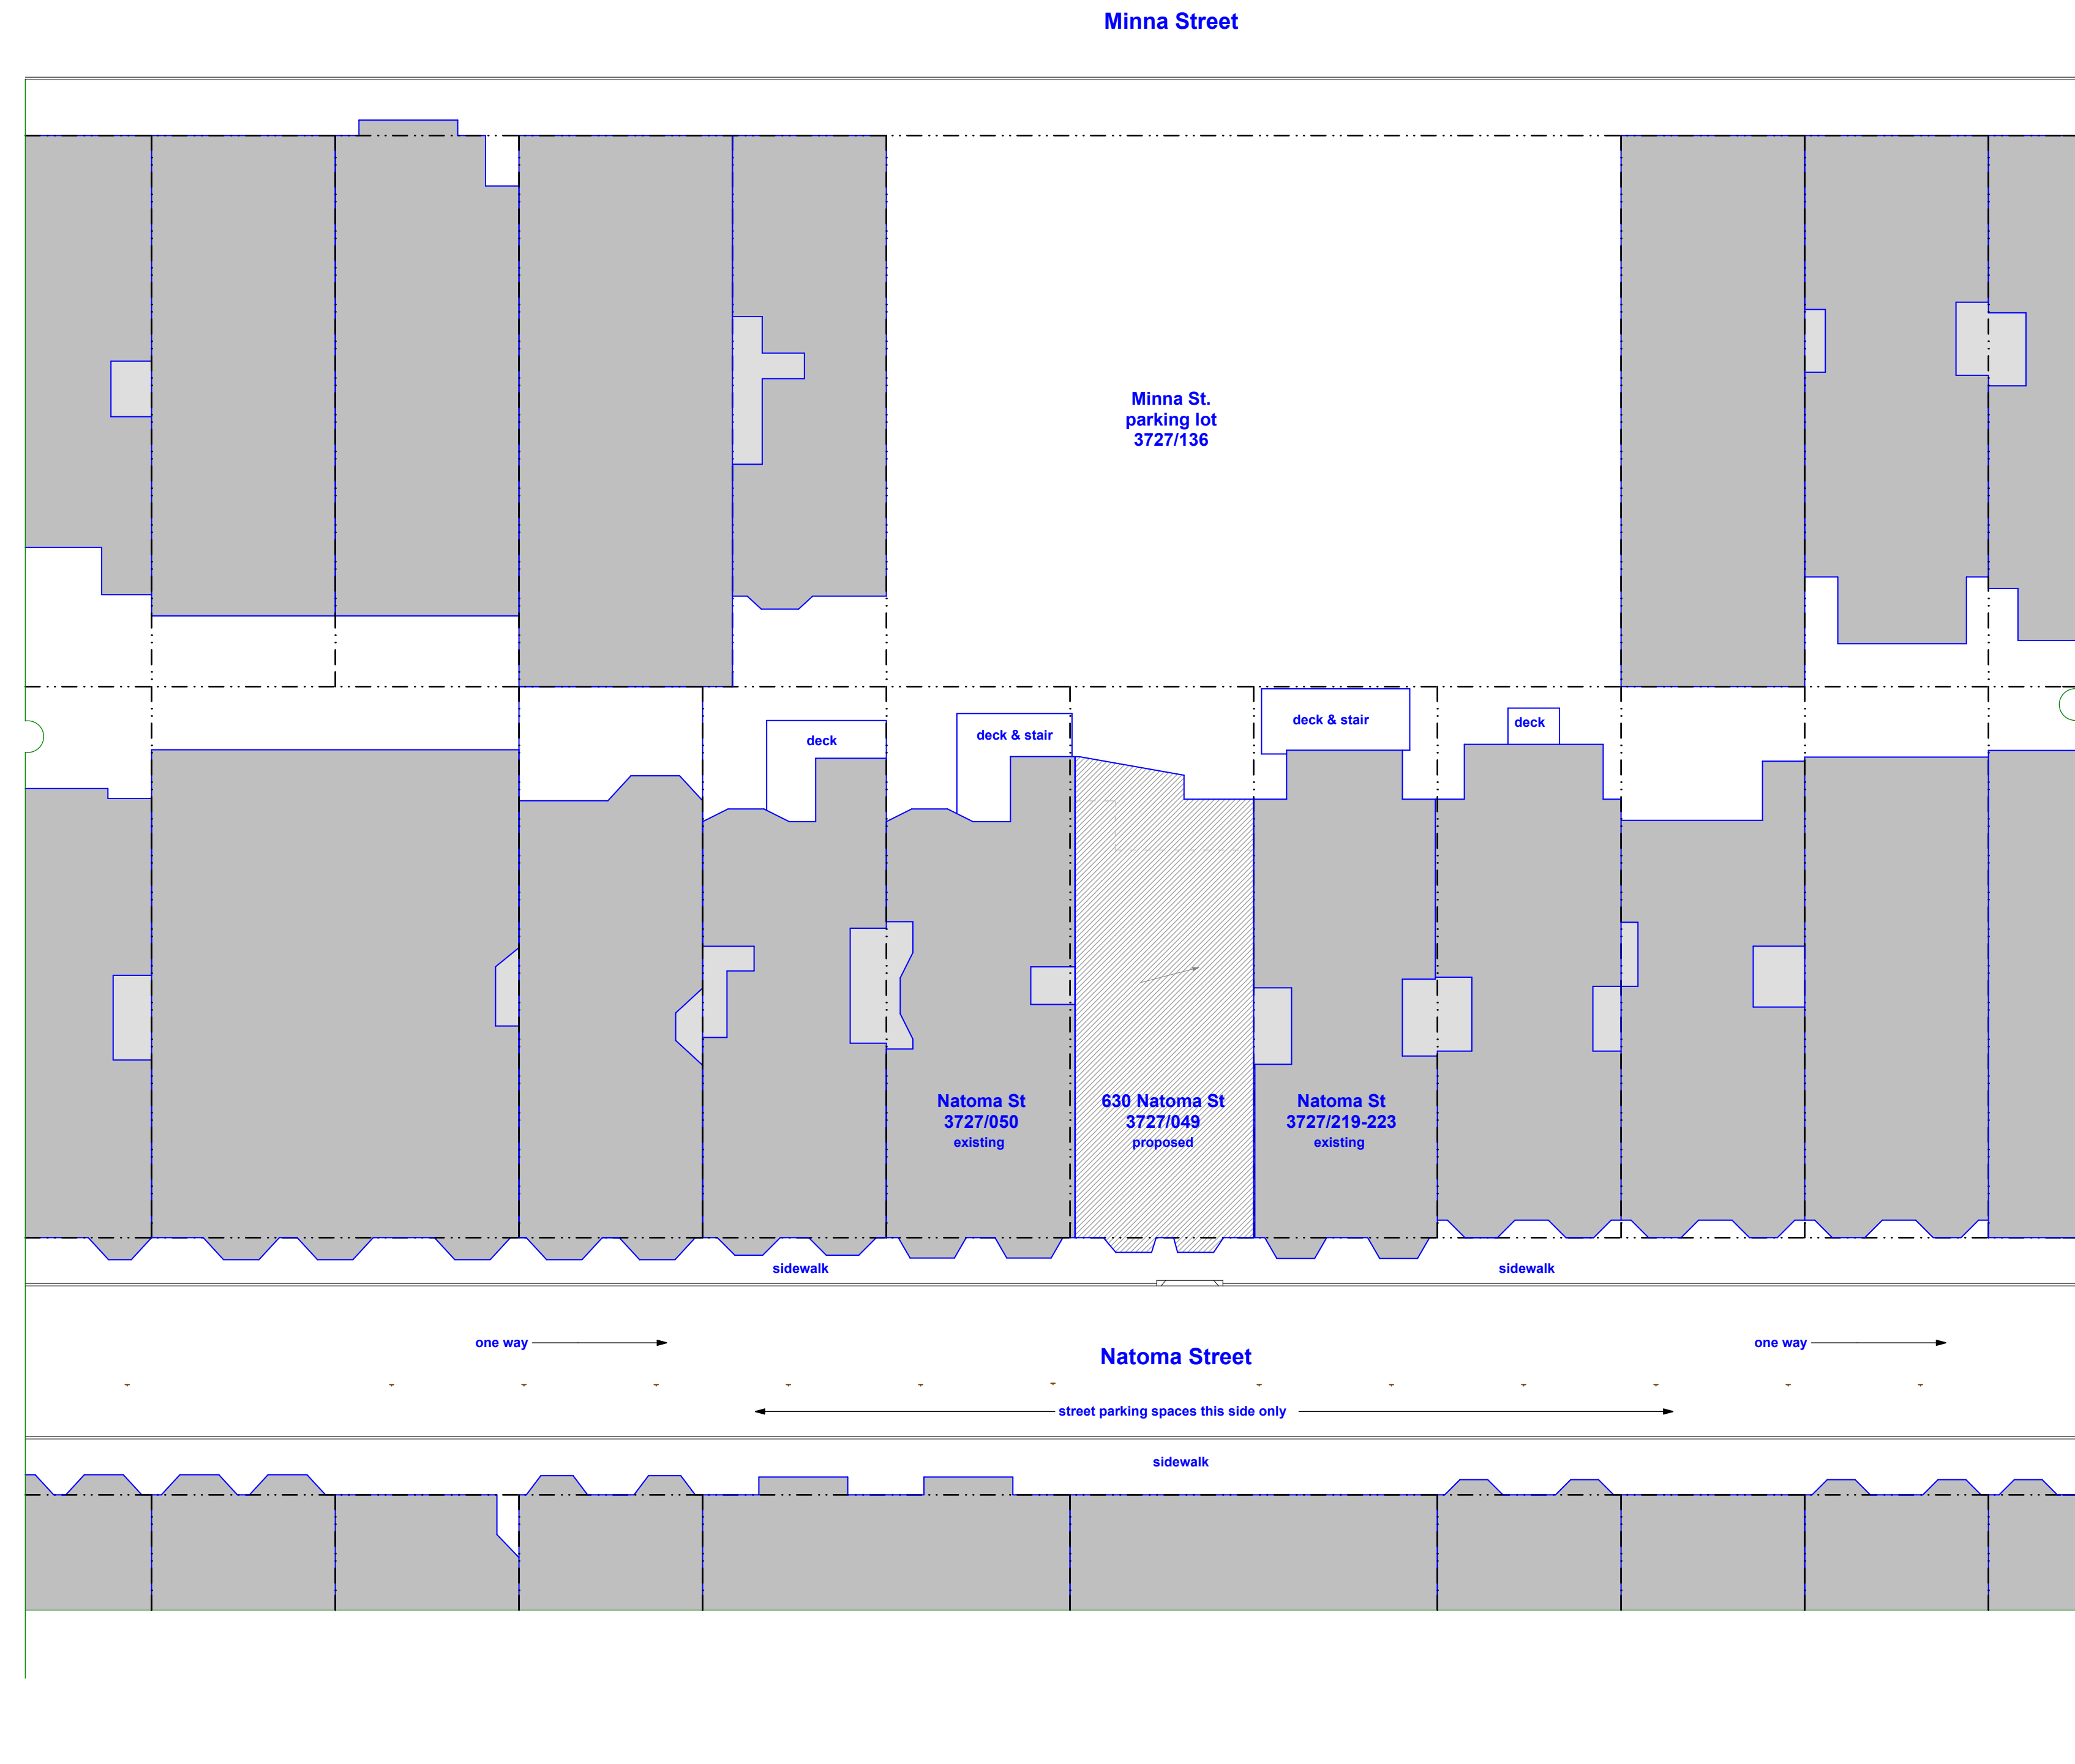 Minna Street
Minna St.
parking lot
3727/136
deck
deck & stair
deck & stair
deck
Natoma St
3727/050
existing
630 Natoma St
3727/049
proposed
Natoma St
3727/219-223
existing
sidewalk
sidewalk
one way
Natoma Street
one way
street parking spaces this side only
sidewalk